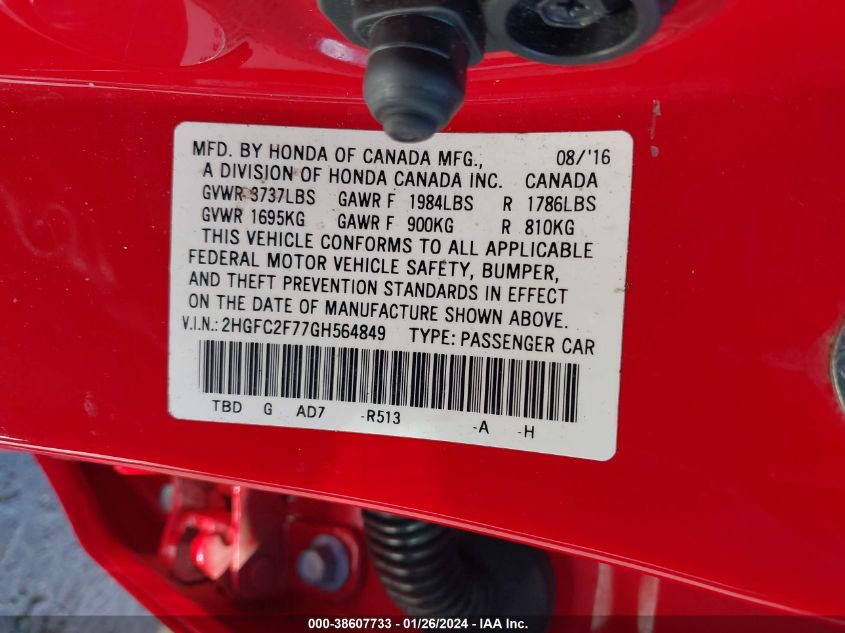 MFD. BY HONDA OF CANADA MFG., 08/'16
A DIVISION OF HONDA CANADA INC. CANADA
GVWR 3737LBS GAWR F 1984LBS R 1786LBS
GVWR 1695KG GAWR F 900KG R 810KG
THIS VEHICLE CONFORMS TO ALL APPLICABLE
FEDERAL MOTOR VEHICLE SAFETY, BUMPER,
AND THEFT PREVENTION STANDARDS IN EFFECT
ON THE DATE OF MANUFACTURE SHOWN ABOVE.
V.I.N.: 2HGFC2F77GH564849 TYPE: PASSENGER CAR
TBD G AD7 -R513 -A -H
000-38607733 - 01/26/2024 - IAA Inc.